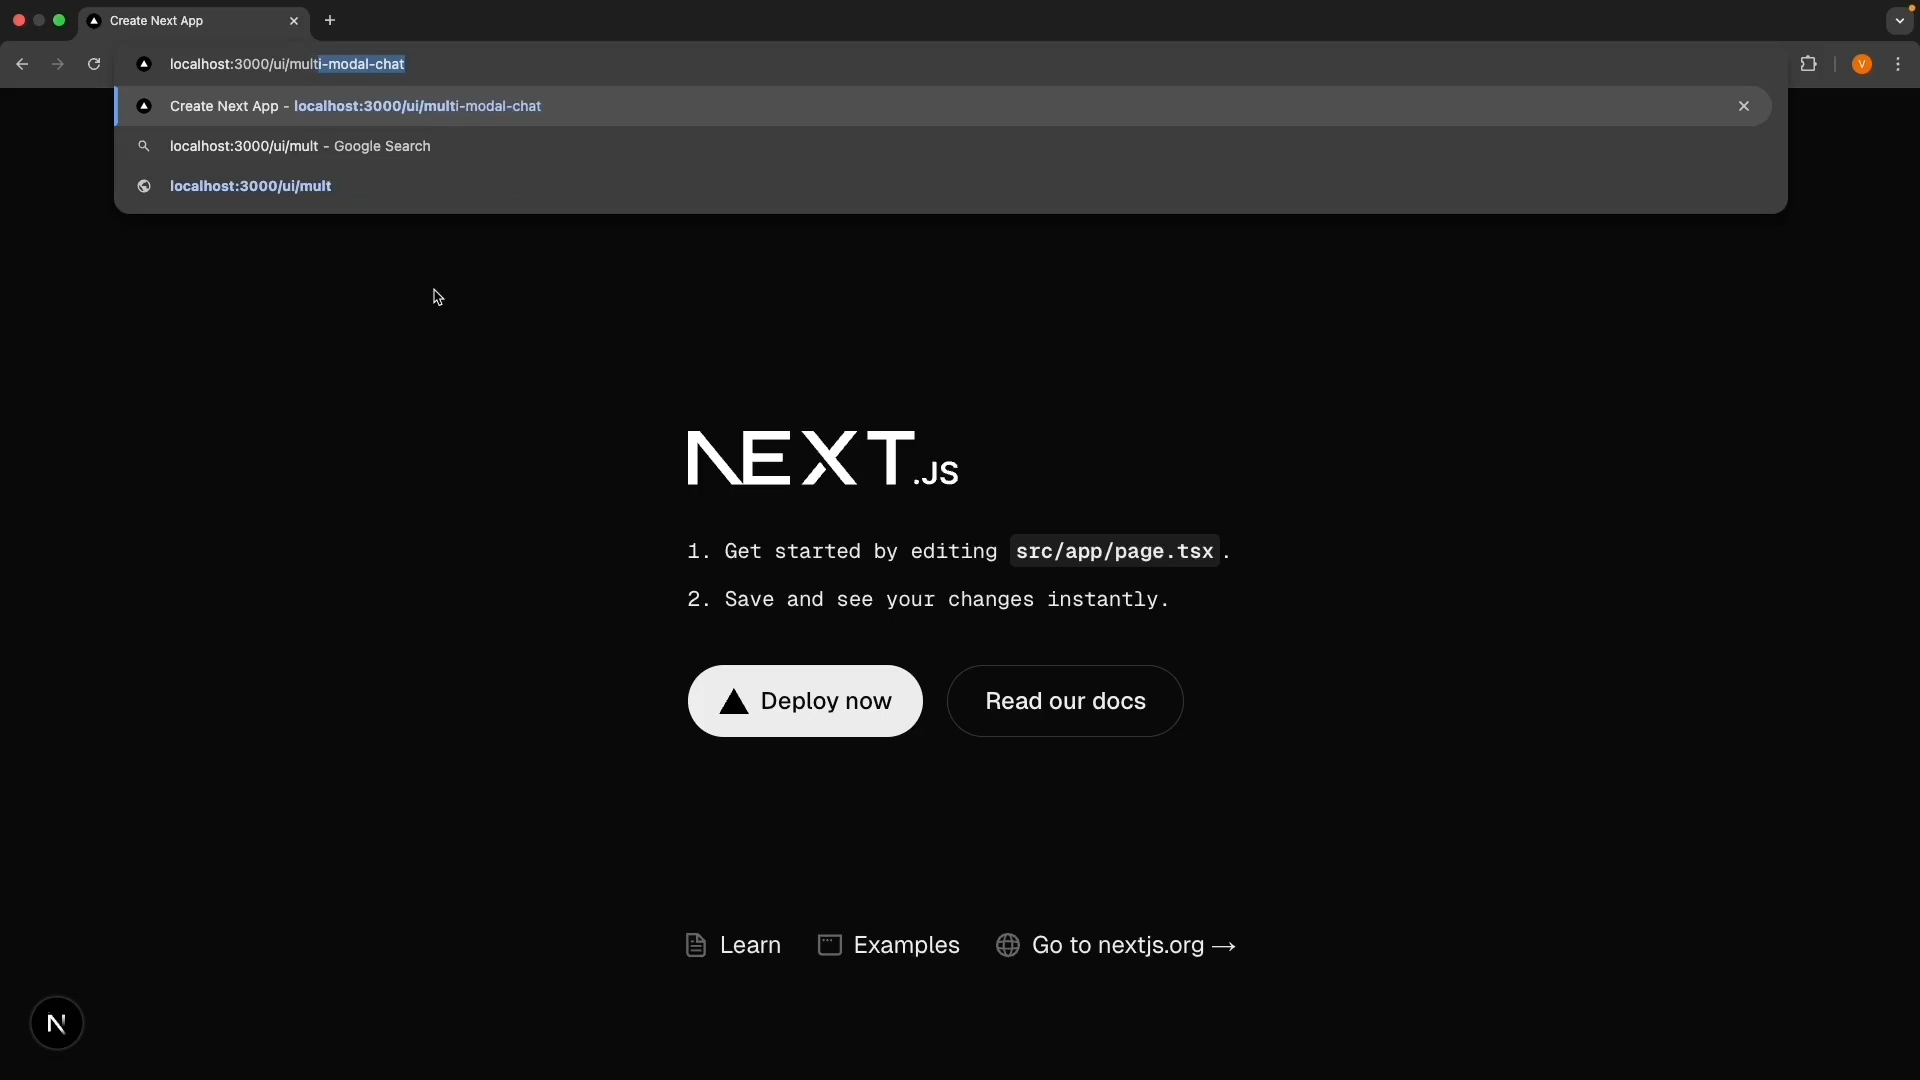 Create Next App
localhost:3000/ui/multi-modal-chat
V
Create Next App - localhost:3000/ui/multi-modal-chat
localhost:3000/ui/mult - Google Search
localhost:3000/ui/mult
NEXT.JS
1. Get started by editing src/app/page.tsx.
2. Save and see your changes instantly.
Deploy now
Read our docs
Learn
Examples
Go to nextjs.org →
N